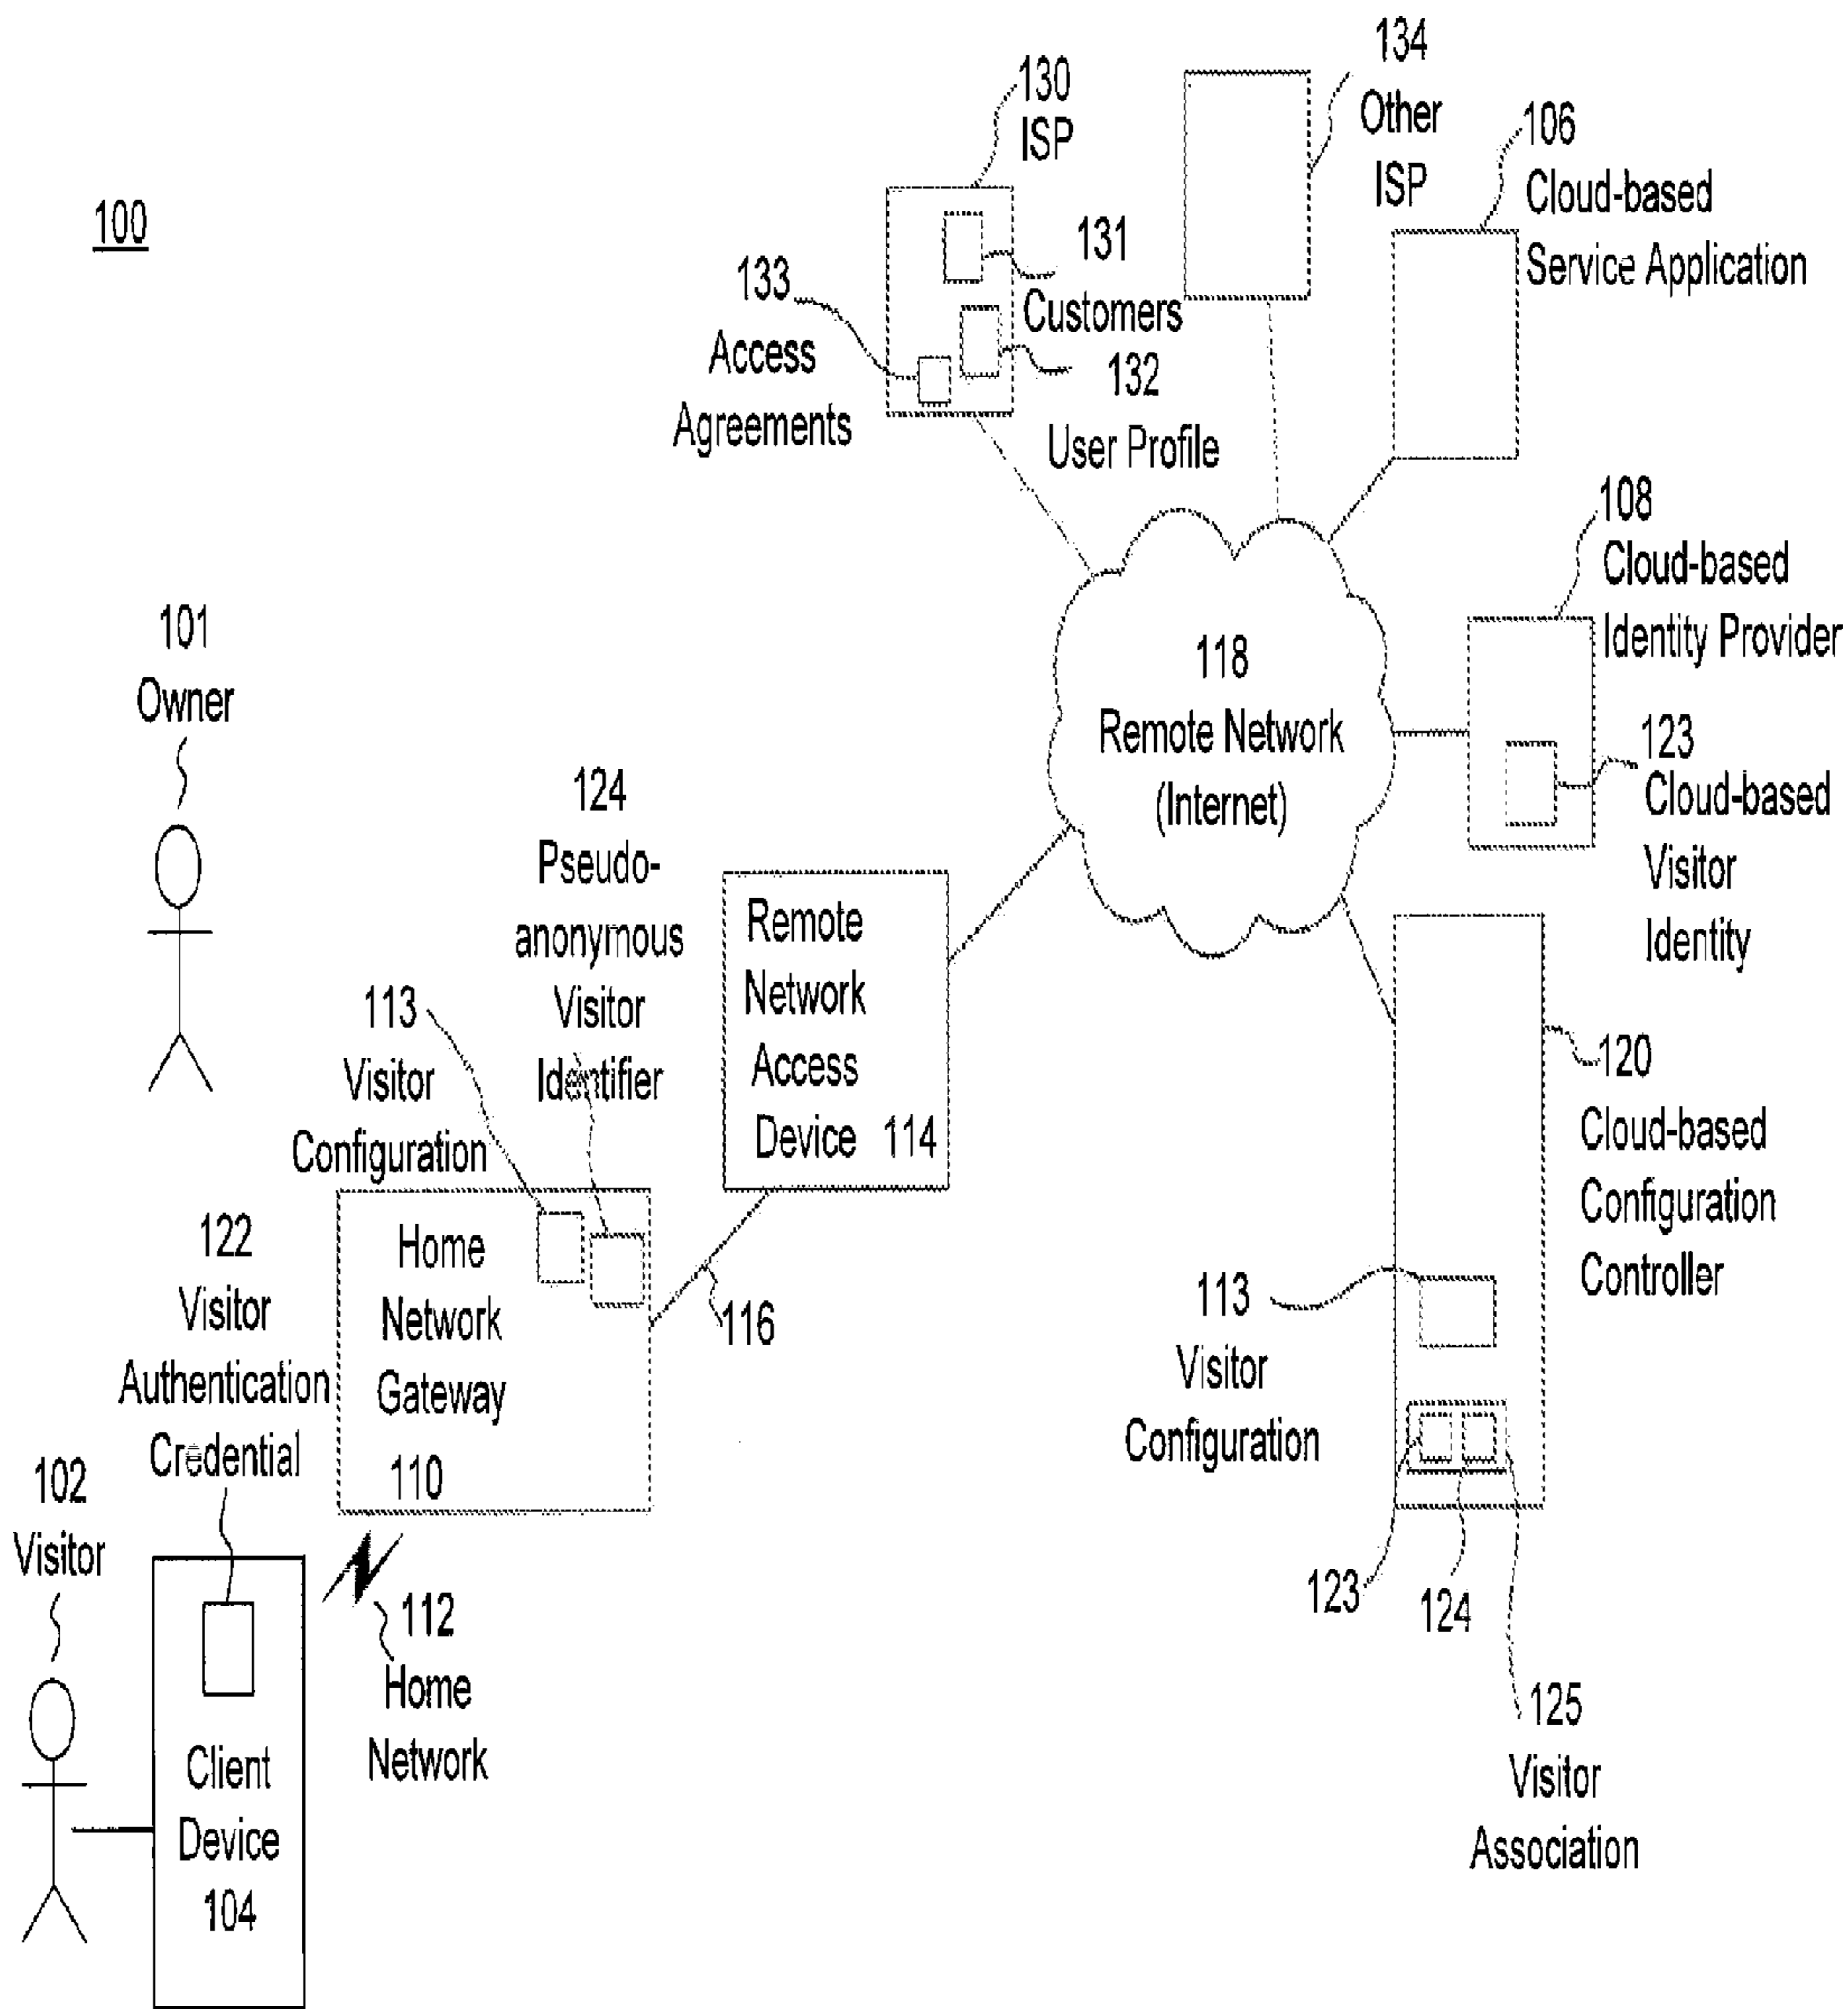 100
130
ISP
134
Other
ISP
106
Cloud-based
Service Application
131
Customers
132
User Profile
133
Access
Agreements
108
Cloud-based
Identity Provider
123
Cloud-based
Visitor
Identity
118
Remote Network
(Internet)
101
Owner
124
Pseudo-
anonymous
Visitor
Identifier
113
Visitor
Configuration
Remote
Network
Access
Device 114
120
Cloud-based
Configuration
Controller
122
Visitor
Authentication
Credential
Home
Network
Gateway
110
116
113
Visitor
Configuration
102
Visitor
112
Home
Network
123
124
125
Visitor
Association
Client
Device
104